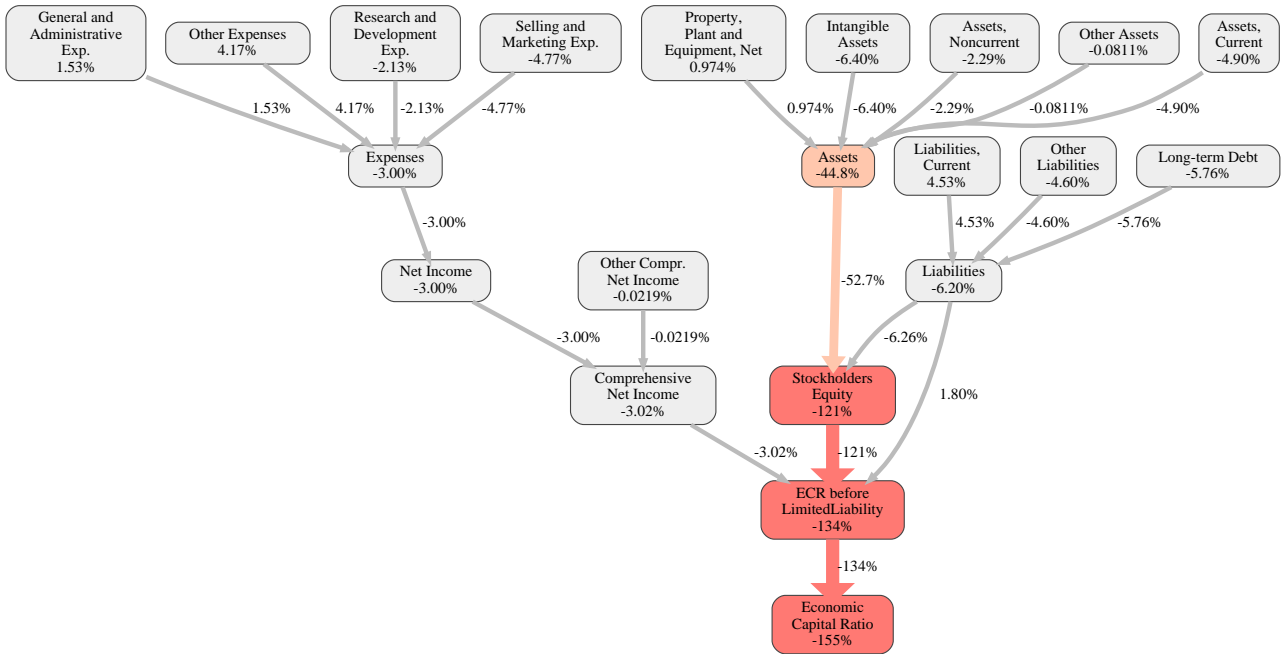 General and
Administrative
Exp.
1.53%
Other Expenses
4.17%
Research and
Development
Exp.
-2.13%
Selling and
Marketing Exp.
-4.77%
Property,
Plant and
Equipment, Net
0.974%
Intangible
Assets
-6.40%
Assets,
Noncurrent
-2.29%
Other Assets
-0.0811%
Assets,
Current
-4.90%
1.53%
4.17%
-2.13%
-4.77%
0.974%
-6.40%
-2.29%
-0.0811%
-4.90%
Expenses
-3.00%
Assets
-44.8%
Liabilities,
Current
4.53%
Other
Liabilities
-4.60%
Long-term Debt
-5.76%
-3.00%
-52.7%
4.53%
-4.60%
-5.76%
Net Income
-3.00%
Other Compr.
Net Income
-0.0219%
Liabilities
-6.20%
-3.00%
-0.0219%
-6.26%
1.80%
Comprehensive
Net Income
-3.02%
Stockholders
Equity
-121%
-3.02%
-121%
ECR before
LimitedLiability
-134%
-134%
Economic
Capital Ratio
-155%